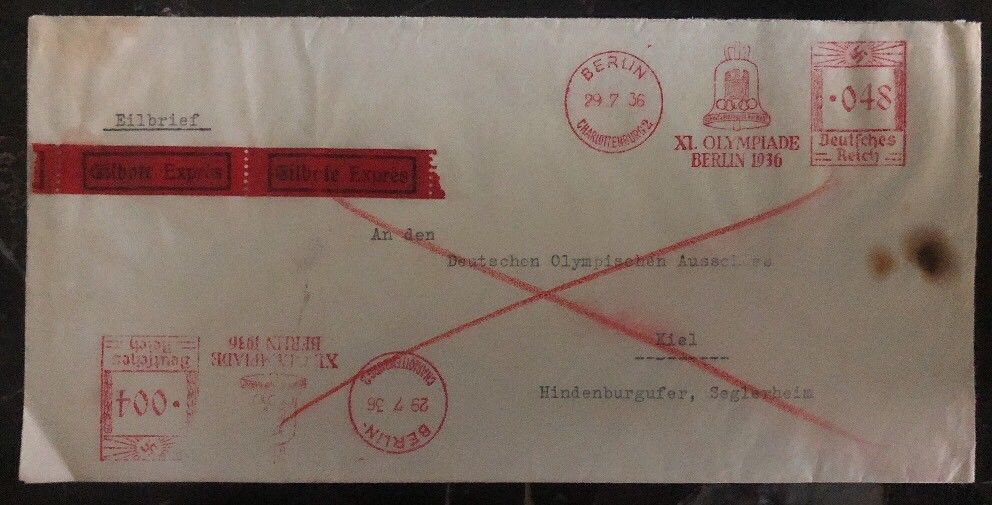 Eilbrief
Eilbote Exprès Eilbote Exprès
BERLIN
29.7.36
CHARLOTTENBURG 2
XI. OLYMPIADE
BERLIN 1936
·048
Deutsches
Reich
An den
Deutschen Olympischen
Kiel
Hindenburgufer, Seglerheim
Deutsches
Reich
·004
XI. OLYMPIADE
BERLIN 1936
BERLIN
29.7.36
CHARLOTTENBURG 2